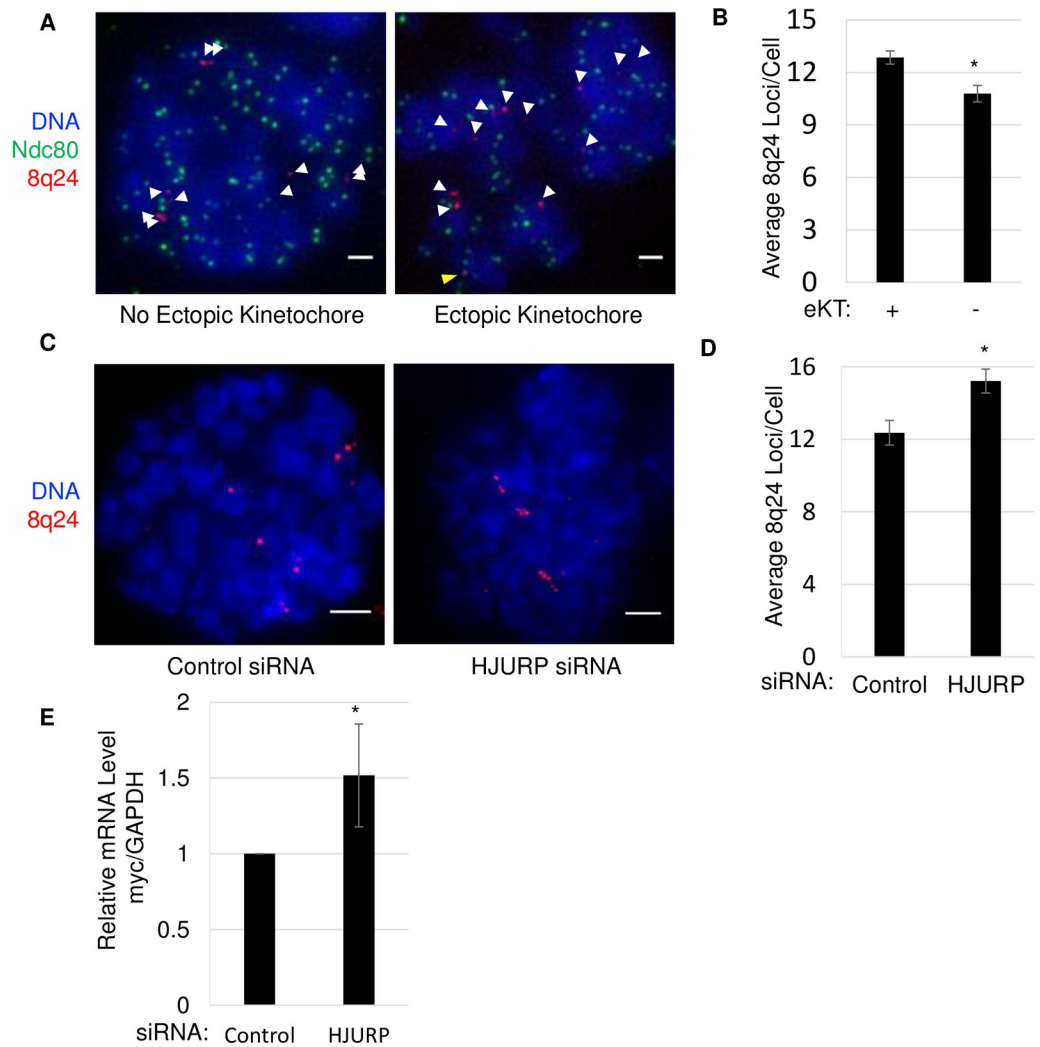 A
DNA
Ndc80
8q24
No Ectopic Kinetochore
Ectopic Kinetochore
B
Average 8q24 Loci/Cell
15
12
9
6
3
0
eKT: + -
*
C
DNA
8q24
Control siRNA
HJURP siRNA
D
Average 8q24 Loci/Cell
16
12
8
4
0
*
siRNA: Control HJURP
E
Relative mRNA Level
myc/GAPDH
2
1.5
1
0.5
0
*
siRNA: Control HJURP